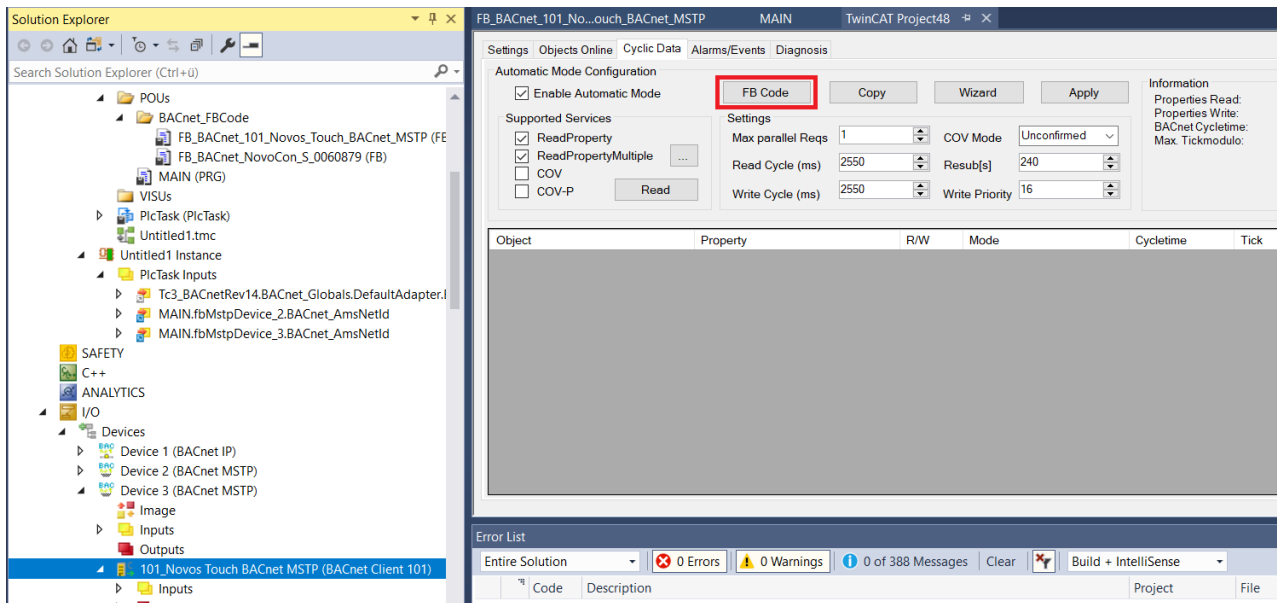 Solution Explorer
Search Solution Explorer (Ctrl+ü)
POUs
BACnet_FBCode
FB_BACnet_101_Novos_Touch_BACnet_MSTP (FE
FB_BACnet_NovoCon_S_0060879 (FB)
MAIN (PRG)
VISUs
PlcTask (PlcTask)
Untitled1.tmc
Untitled1 Instance
PlcTask Inputs
Tc3_BACnetRev14.BACnet_Globals.DefaultAdapter.
MAIN.fbMstpDevice_2.BACnet_AmsNetId
MAIN.fbMstpDevice_3.BACnet_AmsNetId
SAFETY
C++
ANALYTICS
I/O
Devices
Device 1 (BACnet IP)
Device 2 (BACnet MSTP)
Device 3 (BACnet MSTP)
Image
Inputs
Outputs
101_Novos Touch BACnet MSTP (BACnet Client 101)
Inputs
FB_BACnet_101_No...ouch_BACnet_MSTP MAIN TwinCAT Project48
Settings Objects Online Cyclic Data Alarms/Events Diagnosis
Automatic Mode Configuration
Enable Automatic Mode FB Code Copy Wizard Apply
Supported Services
ReadProperty
ReadPropertyMultiple ...
COV
COV-P Read
Settings
Max parallel Reqs 1 COV Mode Unconfirmed
Read Cycle (ms) 2550 Resub[s] 240
Write Cycle (ms) 2550 Write Priority 16
Information
Properties Read:
Properties Write:
BACnet Cycletime:
Max. Tickmodulo:
Object Property R/W Mode Cycletime Tick
Error List
Entire Solution 0 Errors 0 Warnings 0 of 388 Messages Clear Build + IntelliSense
Code Description Project File